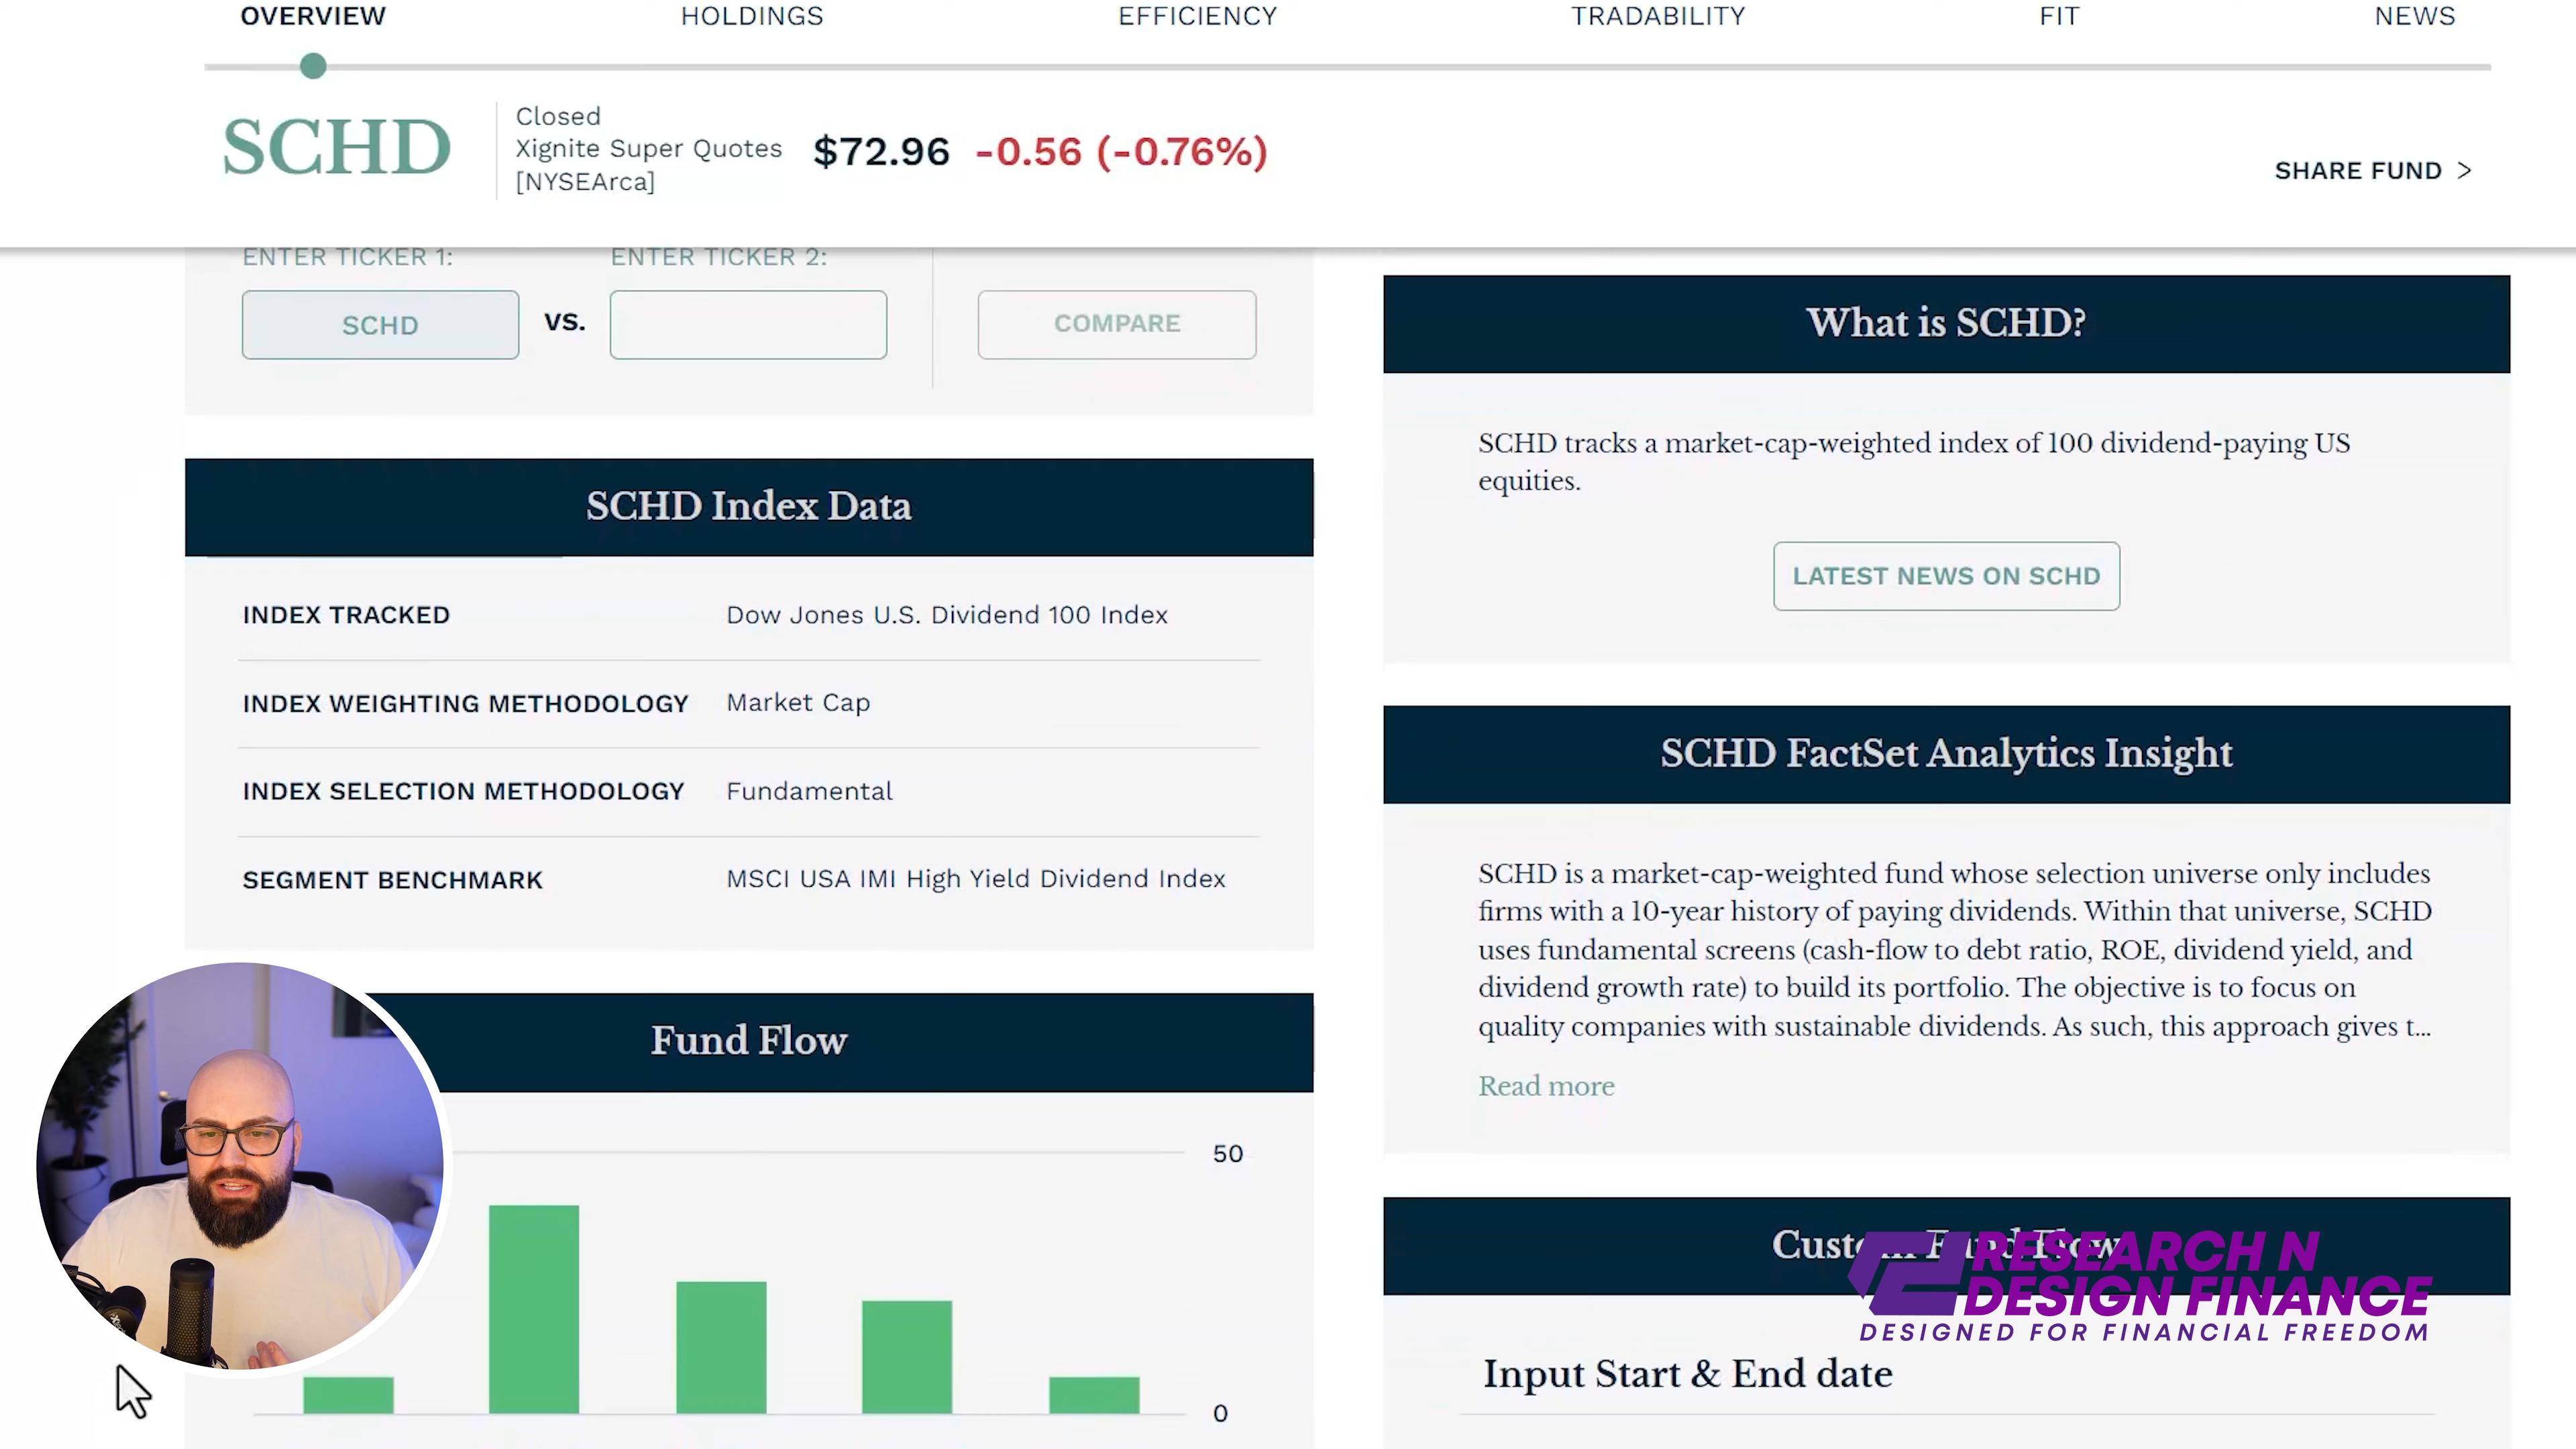 OVERVIEW
HOLDINGS
EFFICIENCY
TRADABILITY
FIT
NEWS
SCHD
Closed
Xignite Super Quotes
[NYSEArca]
$72.96 -0.56 (-0.76%)
SHARE FUND >
ENTER TICKER 1:
ENTER TICKER 2:
SCHD
VS.
COMPARE
SCHD Index Data
INDEX TRACKED
Dow Jones U.S. Dividend 100 Index
INDEX WEIGHTING METHODOLOGY
Market Cap
INDEX SELECTION METHODOLOGY
Fundamental
SEGMENT BENCHMARK
MSCI USA IMI High Yield Dividend Index
Fund Flow
50
0
What is SCHD?
SCHD tracks a market-cap-weighted index of 100 dividend-paying US
equities.
LATEST NEWS ON SCHD
SCHD FactSet Analytics Insight
SCHD is a market-cap-weighted fund whose selection universe only includes
firms with a 10-year history of paying dividends. Within that universe, SCHD
uses fundamental screens (cash-flow to debt ratio, ROE, dividend yield, and
dividend growth rate) to build its portfolio. The objective is to focus on
quality companies with sustainable dividends. As such, this approach gives t...
Read more
Custom Fund Flow
RESEARCH N
DESIGN FINANCE
DESIGNED FOR FINANCIAL FREEDOM
Input Start & End date